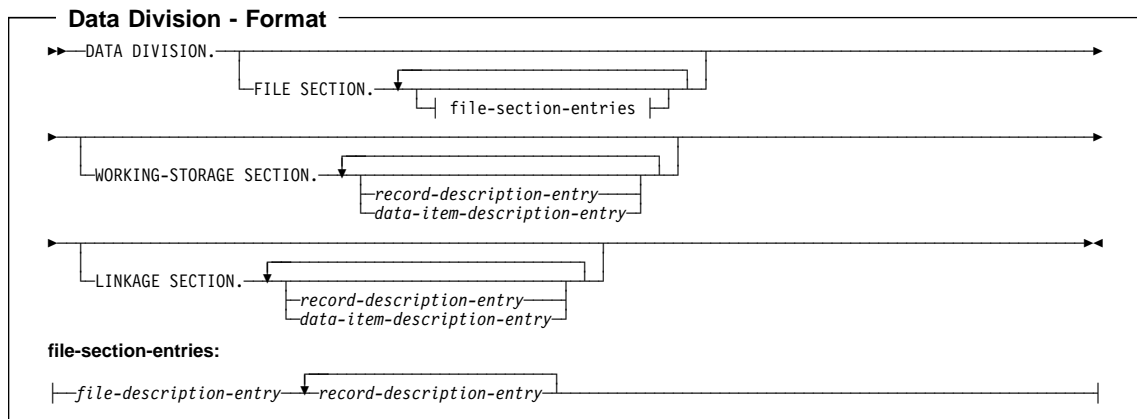 Data Division - Format
DATA DIVISION.
FILE SECTION.
file-section-entries
WORKING-STORAGE SECTION.
record-description-entry
data-item-description-entry
LINKAGE SECTION.
record-description-entry
data-item-description-entry
file-section-entries:
file-description-entry record-description-entry